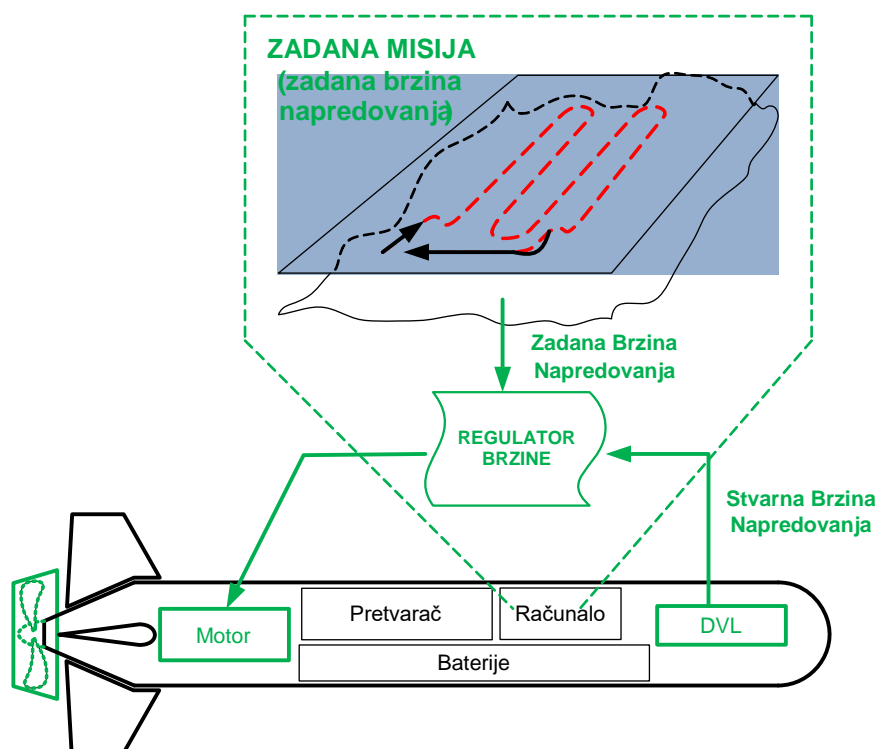 ZADANA MISIJA
(zadana brzina
napredovanja)
Zadana Brzina
Napredovanja
REGULATOR
BRZINE
Stvarna Brzina
Napredovanja
Pretvarač
Računalo
Motor
DVL
Baterije